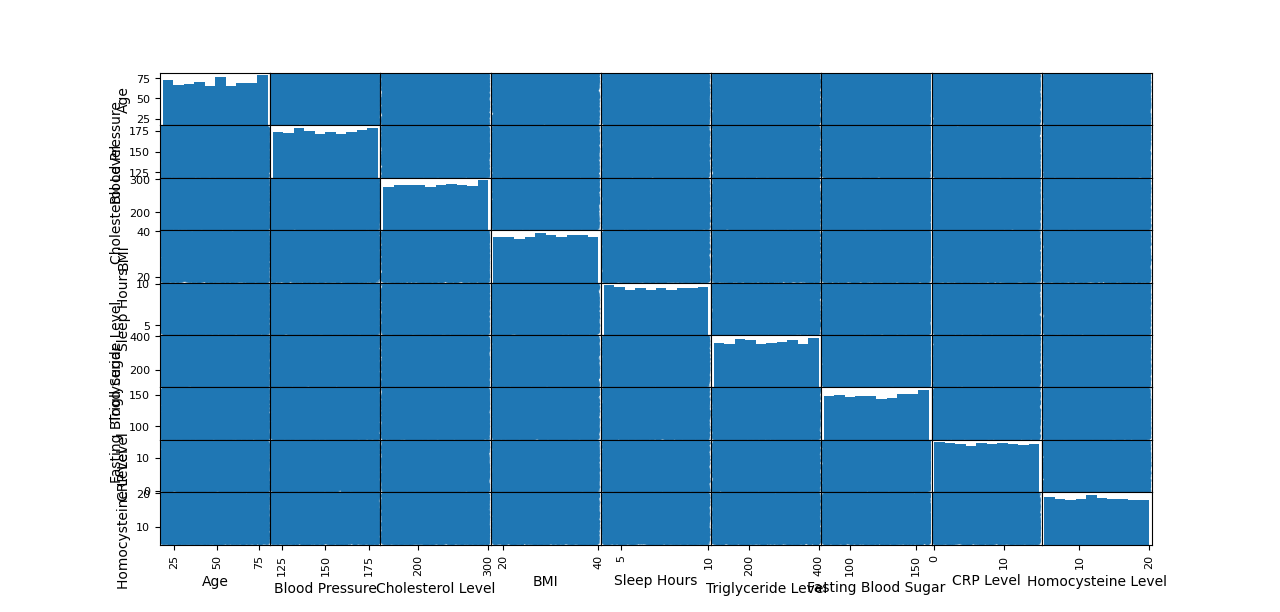 75
50
25
Age
175
150
125
Blood Pressure
300
200
Cholesterol Level
40
20
BMI
10
5
Sleep Hours
400
200
Triglyceride Level
150
100
Fasting Blood Sugar
10
0
CRP Level
20
10
Homocysteine Level
25 50 75 125 150 175 200 300 20 40 5 10 200 400 100 150 0 10 10 20
Age Blood Pressure Cholesterol Level BMI Sleep Hours Triglyceride Level Fasting Blood Sugar CRP Level Homocysteine Level